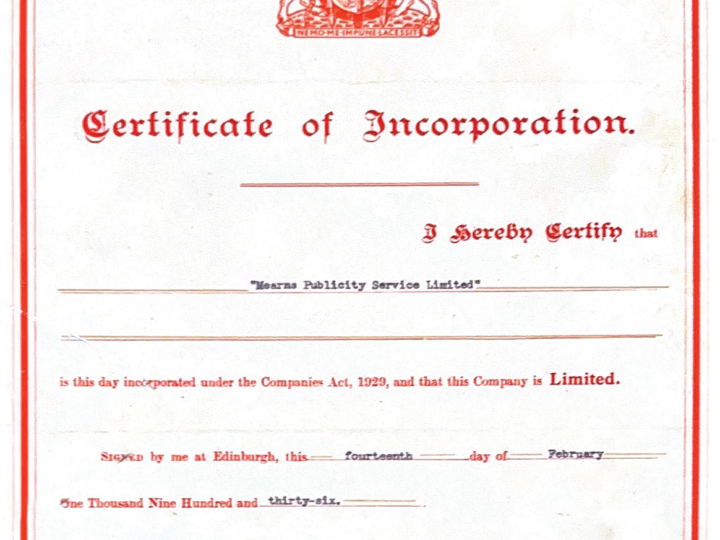 NEMO·ME·IMPUNE·LACESSIT
Certificate of Incorporation.
I Hereby Certify that
"Mearns Publicity Service Limited"
is this day incorporated under the Companies Act, 1929, and that this Company is Limited.
Signed by me at Edinburgh, this fourteenth day of February
One Thousand Nine Hundred and thirty-six.